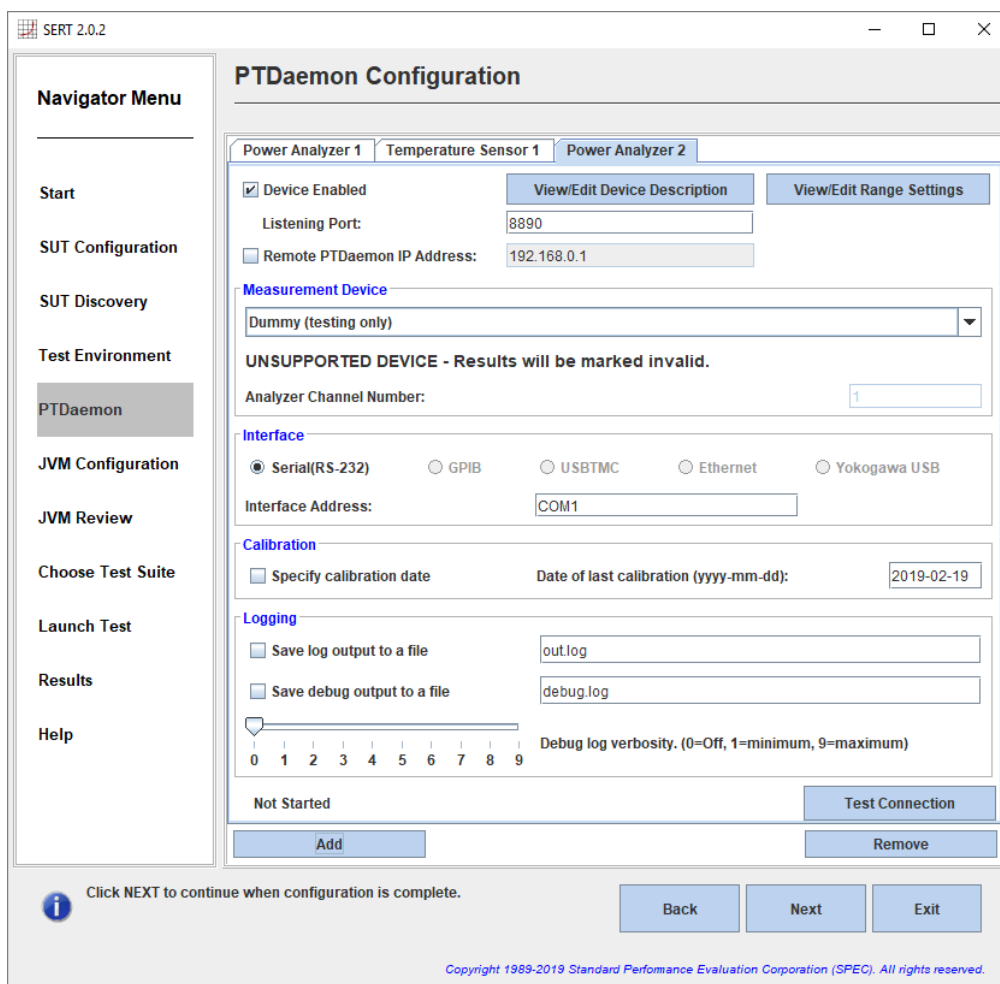 SERT 2.0.2
Navigator Menu
Start
SUT Configuration
SUT Discovery
Test Environment
PTDaemon
JVM Configuration
JVM Review
Choose Test Suite
Launch Test
Results
Help
PTDaemon Configuration
Power Analyzer 1 Temperature Sensor 1 Power Analyzer 2
Device Enabled View/Edit Device Description View/Edit Range Settings
Listening Port: 8890
Remote PTDaemon IP Address: 192.168.0.1
Measurement Device
Dummy (testing only)
UNSUPPORTED DEVICE - Results will be marked invalid.
Analyzer Channel Number: 1
Interface
Serial(RS-232) GPIB USBTMC Ethernet Yokogawa USB
Interface Address: COM1
Calibration
Specify calibration date Date of last calibration (yyyy-mm-dd): 2019-02-19
Logging
Save log output to a file out.log
Save debug output to a file debug.log
0 1 2 3 4 5 6 7 8 9
Debug log verbosity. (0=Off, 1=minimum, 9=maximum)
Not Started Test Connection
Add Remove
Click NEXT to continue when configuration is complete.
Back Next Exit
Copyright 1989-2019 Standard Performance Evaluation Corporation (SPEC). All rights reserved.